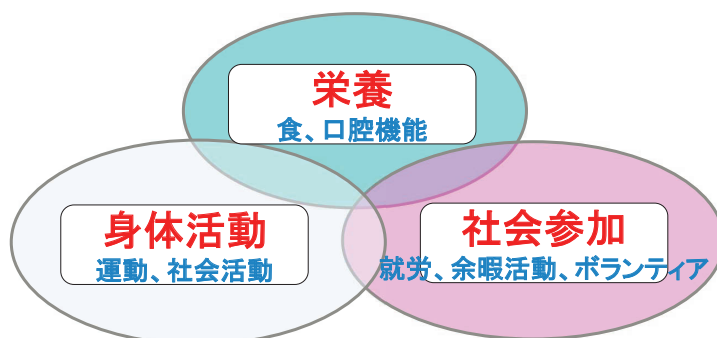 栄養
食、口腔機能
身体活動
運動、社会活動
社会参加
就労、余暇活動、ボランティア